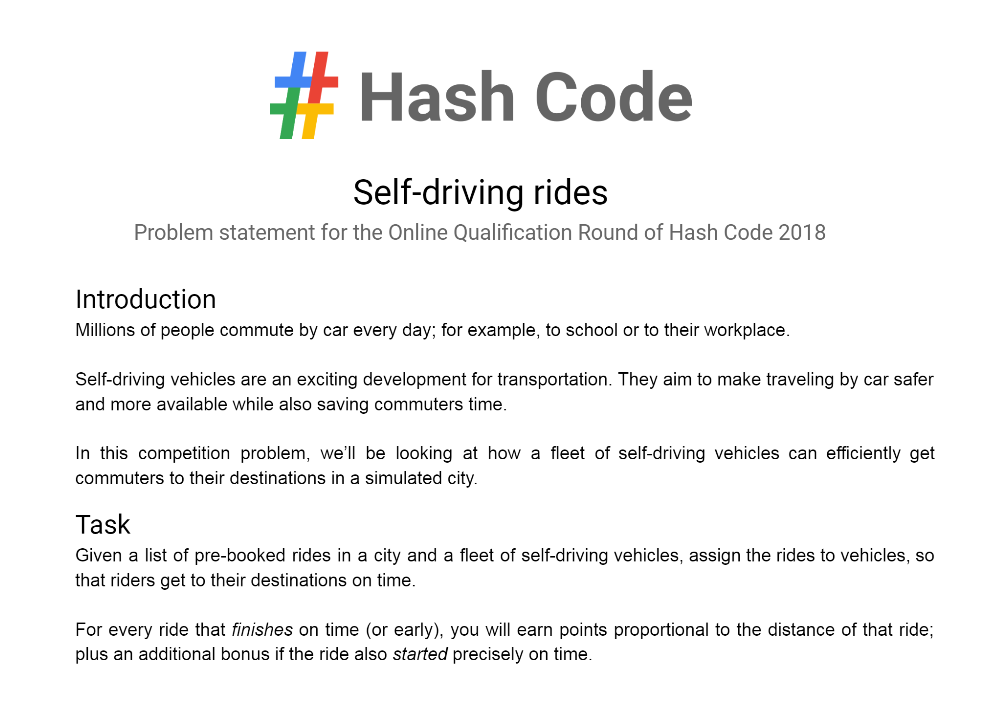 # Hash Code
Self-driving rides
Problem statement for the Online Qualification Round of Hash Code 2018
Introduction
Millions of people commute by car every day; for example, to school or to their workplace.
Self-driving vehicles are an exciting development for transportation. They aim to make traveling by car safer
and more available while also saving commuters time.
In this competition problem, we'll be looking at how a fleet of self-driving vehicles can efficiently get
commuters to their destinations in a simulated city.
Task
Given a list of pre-booked rides in a city and a fleet of self-driving vehicles, assign the rides to vehicles, so
that riders get to their destinations on time.
For every ride that finishes on time (or early), you will earn points proportional to the distance of that ride;
plus an additional bonus if the ride also started precisely on time.